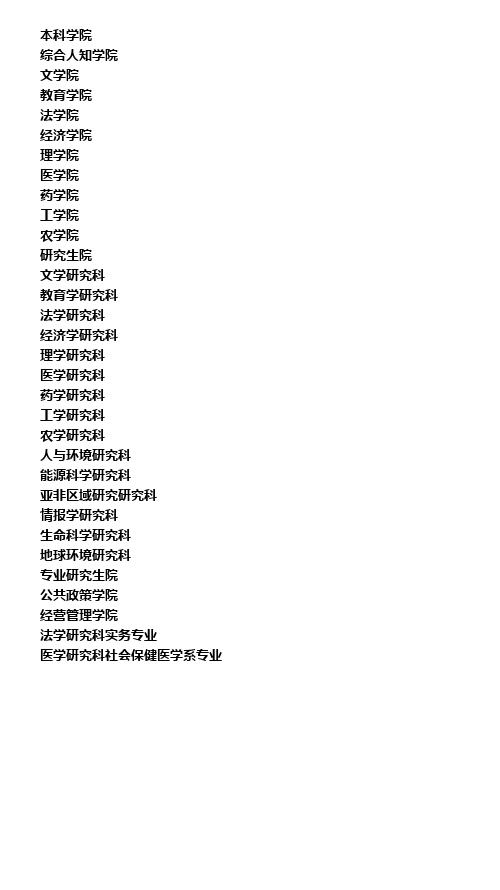 本科学院
综合人知学院
文学院
教育学院
法学院
经济学院
理学院
医学院
药学院
工学院
农学院
研究生院
文学研究科
教育学研究科
法学研究科
经济学研究科
理学研究科
医学研究科
药学研究科
工学研究科
农学研究科
人与环境研究科
能源科学研究科
亚非区域研究研究科
情报学研究科
生命科学研究科
地球环境研究科
专业研究生院
公共政策学院
经营管理学院
法学研究科实务专业
医学研究科社会保健医学系专业